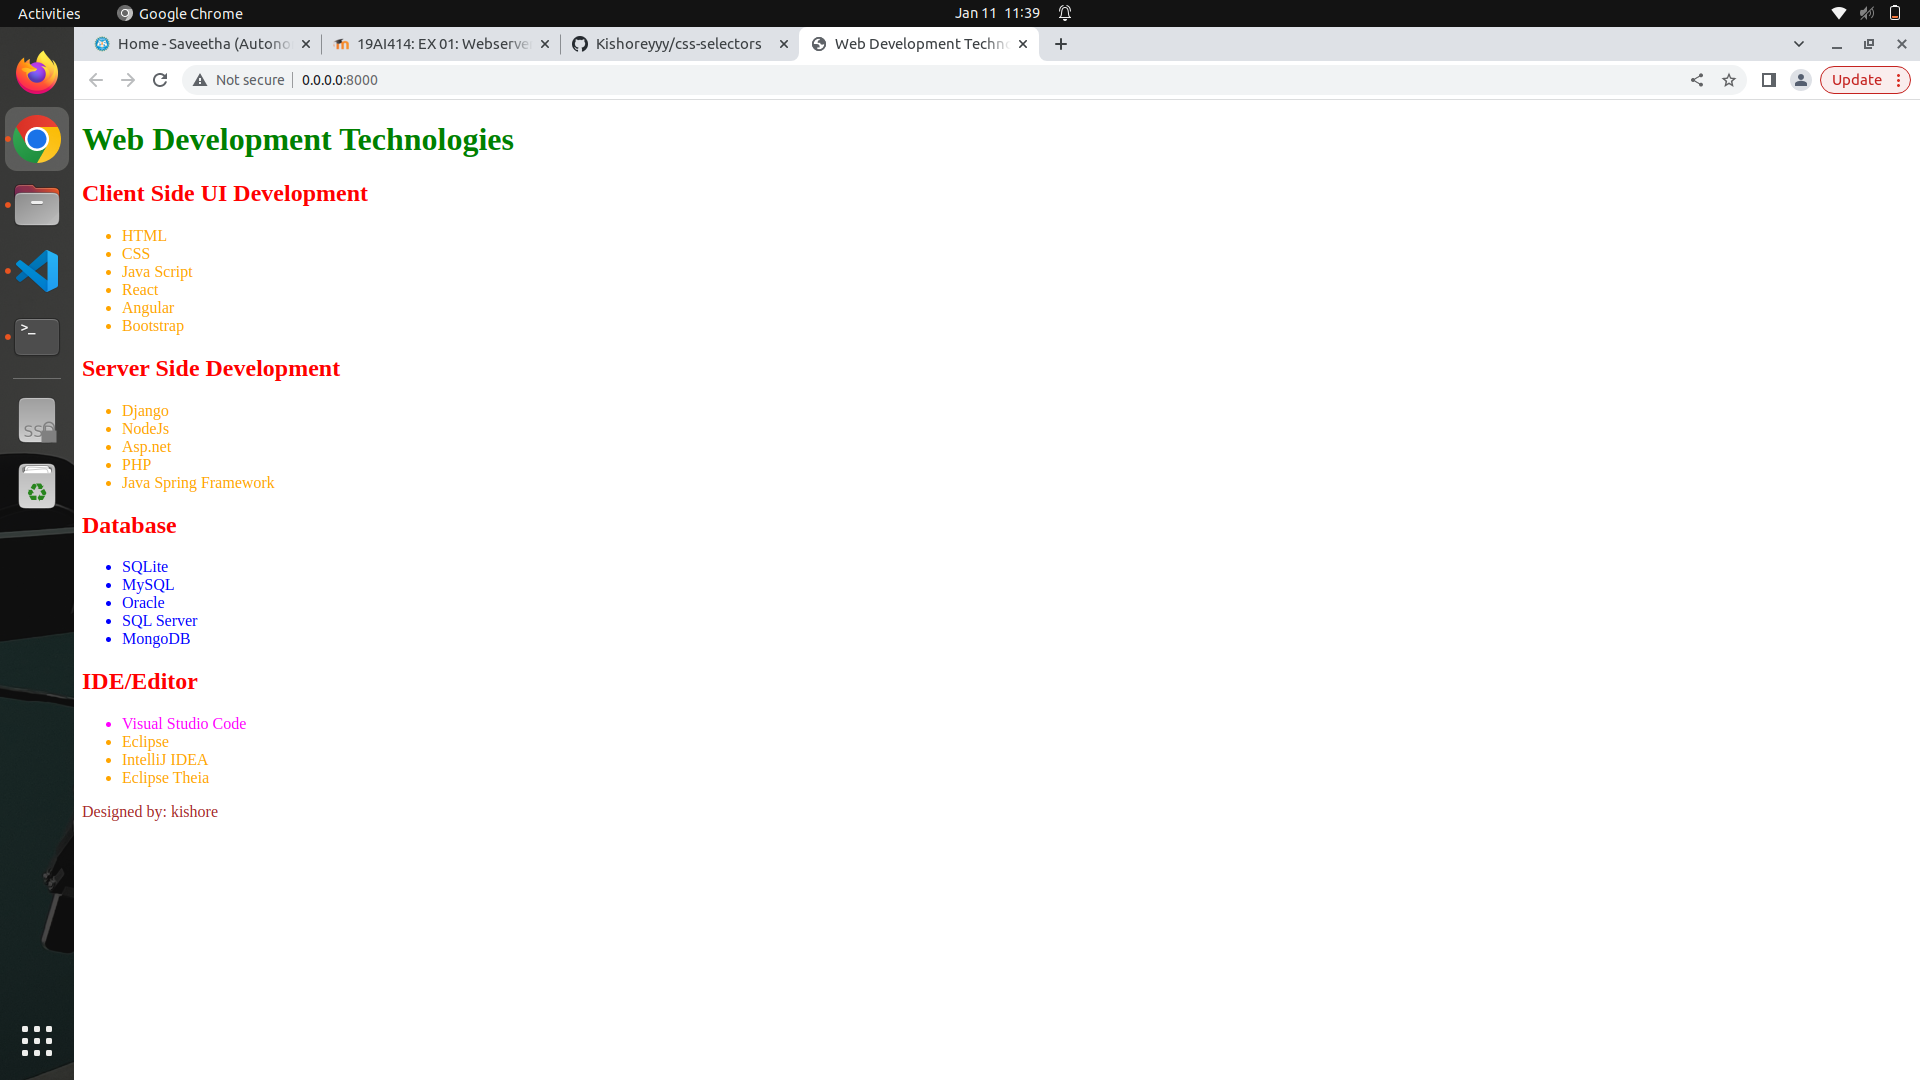 Activities
Google Chrome
Jan 11 11:39
Home - Saveetha (Autono
19AI414: EX 01: Webserve
Kishoreyyy/css-selectors
Web Development Techn
Not secure
0.0.0.0:8000
Update
Web Development Technologies
Client Side UI Development
HTML
CSS
Java Script
React
Angular
Bootstrap
Server Side Development
Django
NodeJs
Asp.net
PHP
Java Spring Framework
Database
SQLite
MySQL
Oracle
SQL Server
MongoDB
IDE/Editor
Visual Studio Code
Eclipse
IntelliJ IDEA
Eclipse Theia
Designed by: kishore